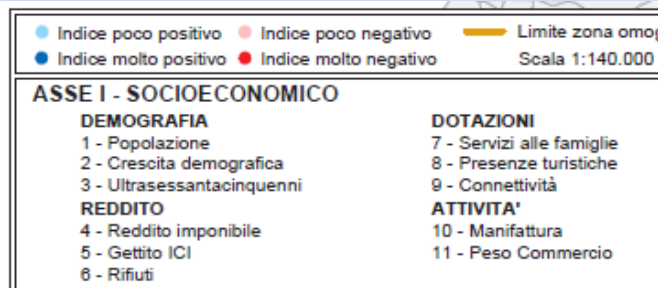 Indice poco positivo Indice poco negativo Limite zona
Indice molto positivo Indice molto negativo Scala 1:140.000
ASSE I - SOCIOECONOMICO
DEMOGRAFIA
1 - Popolazione
2 - Crescita demografica
3 - Ultrasessantacinquenni
REDDITO
4 - Reddito imponibile
5 - Gettito ICI
6 - Rifiuti
DOTAZIONI
7 - Servizi alle famiglie
8 - Presenze turistiche
9 - Connettività
ATTIVITA'
10 - Manifattura
11 - Peso Commercio